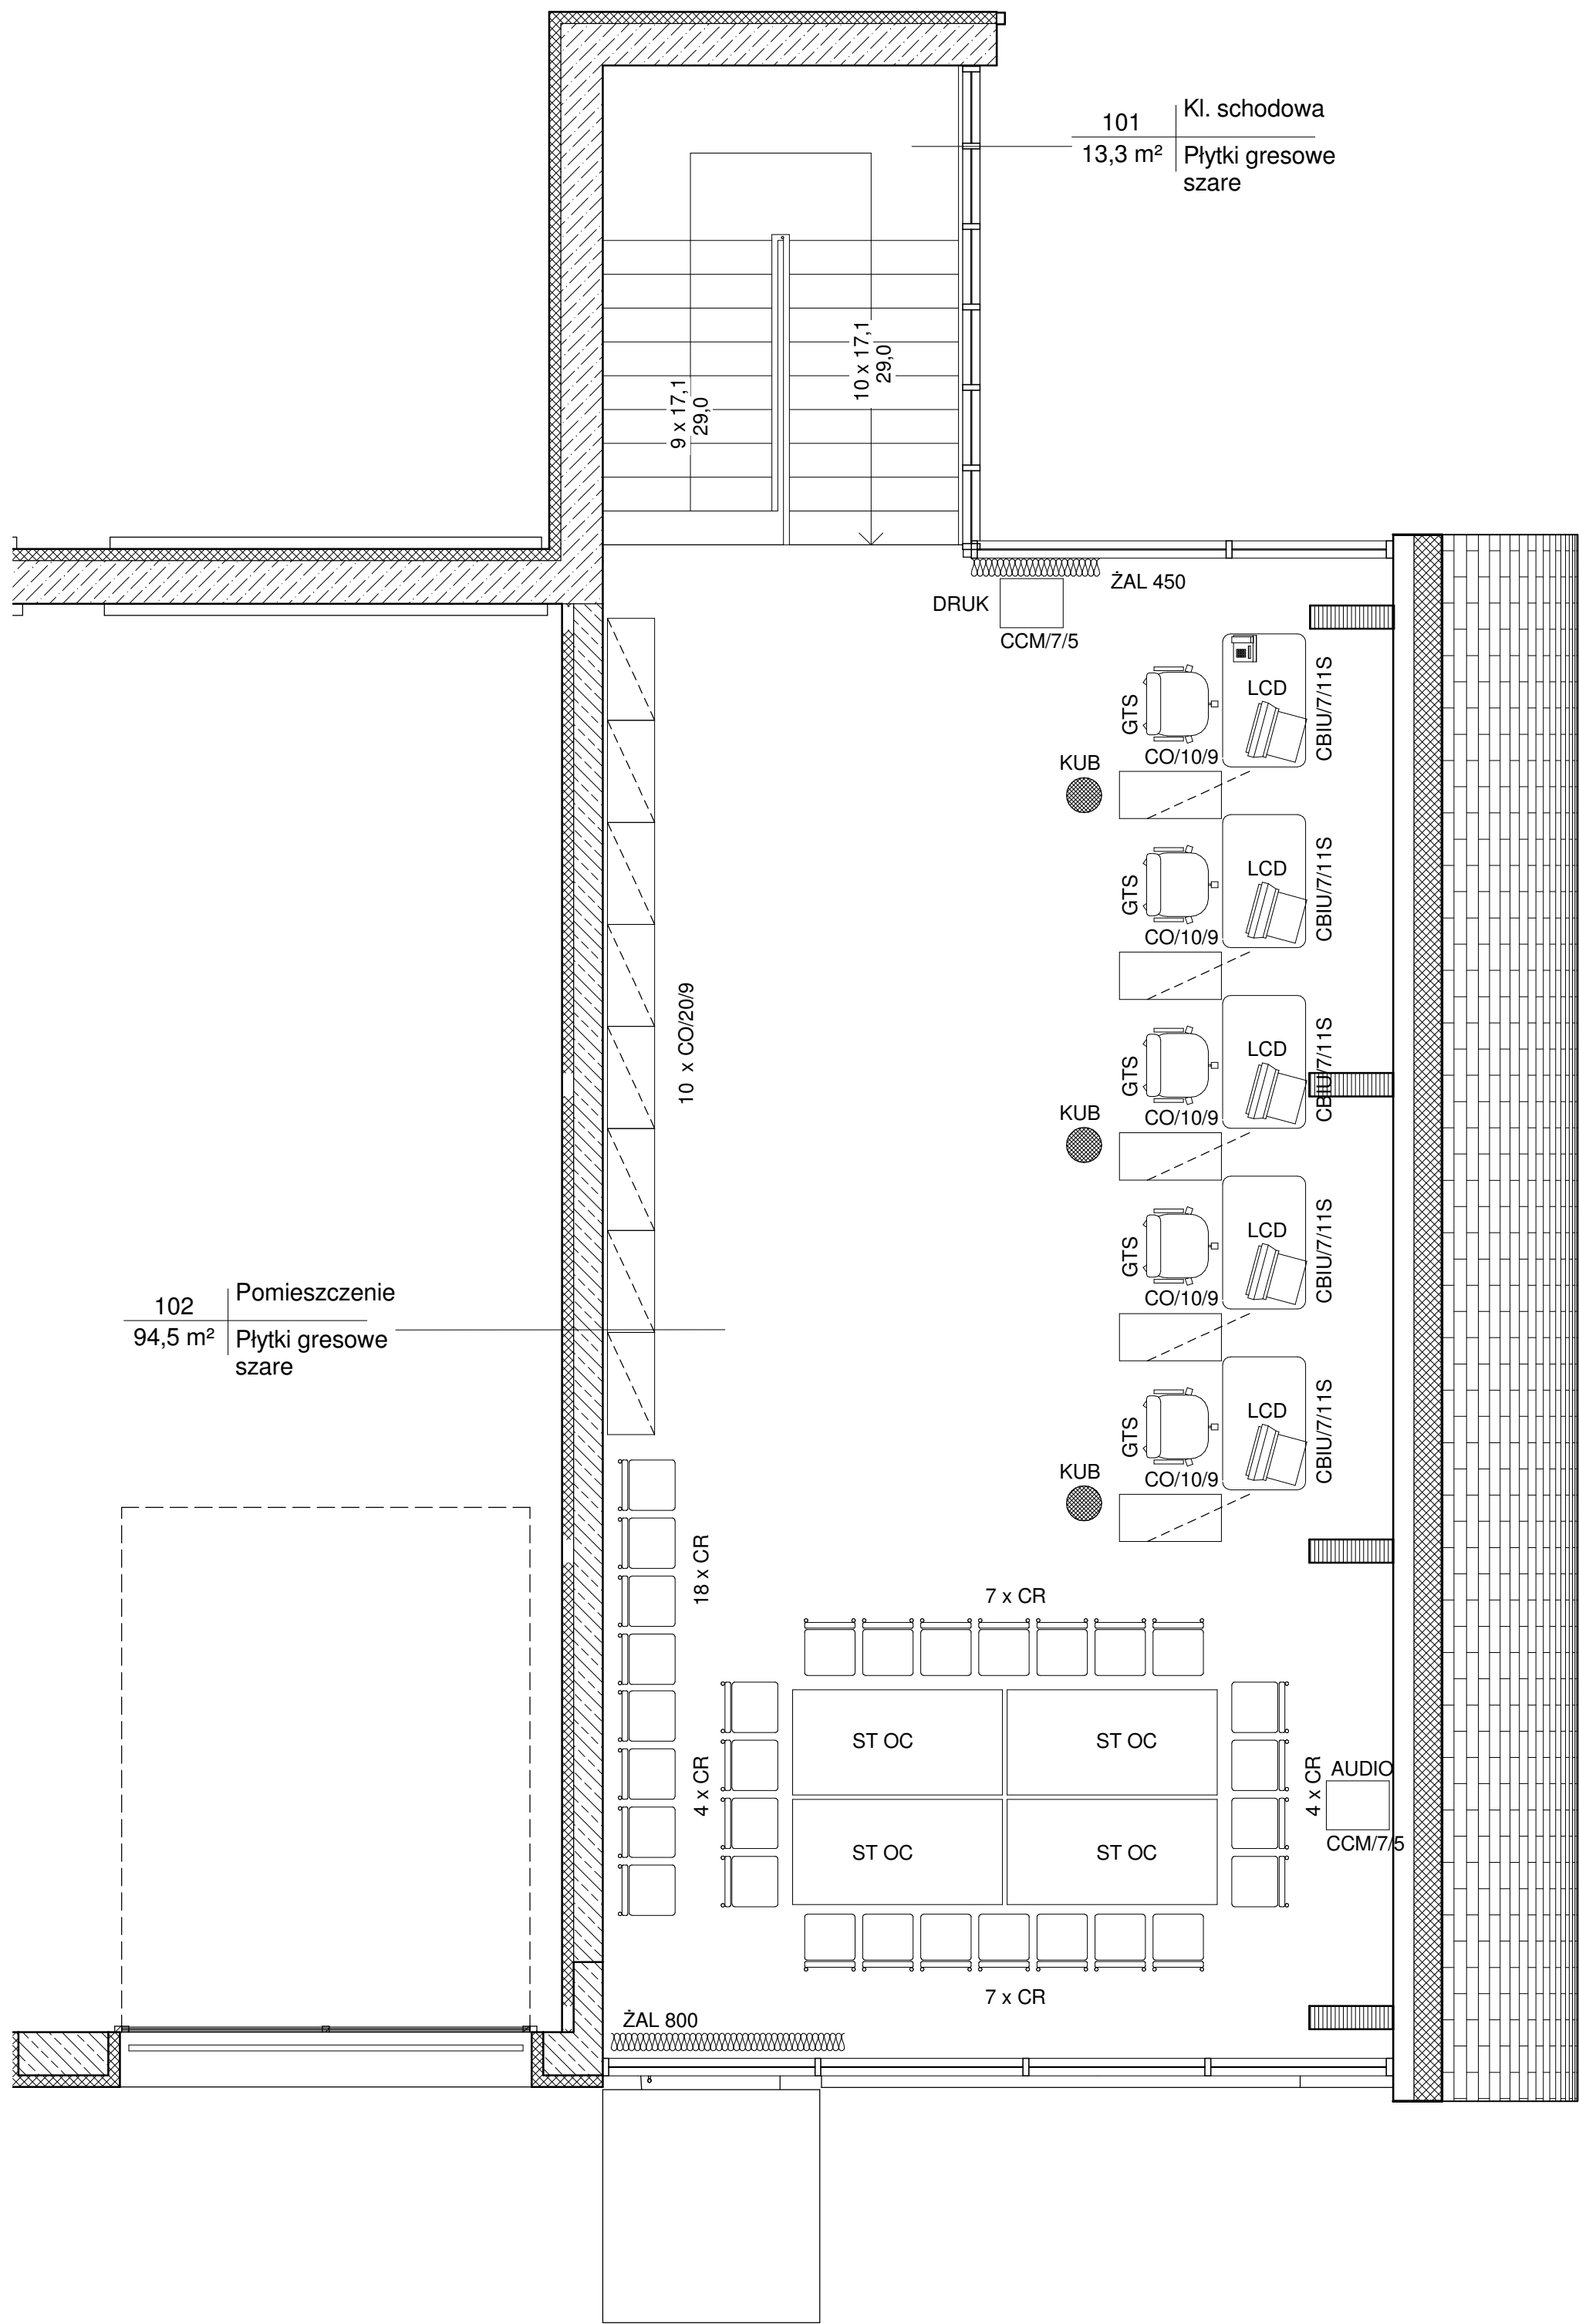 101
Kl. schodowa
13,3 m²
Płytki gresowe
szare
9 x 17,1
29,0
10 x 17,1
29,0
ŻAL 450
DRUK
CCM/7/5
GTS
LCD
CBIU/7/11S
CO/10/9
KUB
GTS
LCD
CBIU/7/11S
CO/10/9
10 x CO/20/9
GTS
LCD
CBIU/7/11S
CO/10/9
KUB
GTS
LCD
CBIU/7/11S
CO/10/9
102
Pomieszczenie
94,5 m²
Płytki gresowe
szare
GTS
LCD
CBIU/7/11S
CO/10/9
KUB
18 x CR
7 x CR
ST OC
ST OC
4 x CR
4 x CR
AUDIO
CCM/7/5
ST OC
ST OC
7 x CR
ŻAL 800